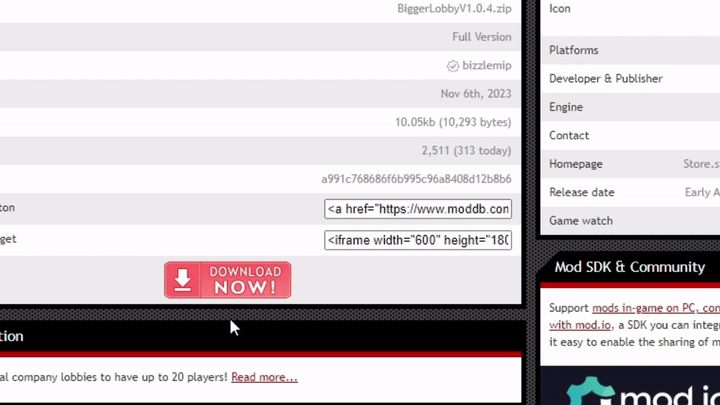 BiggerLobbyV1.0.4.zip
Full Version
bizzlemip
Nov 6th, 2023
10.05kb (10,293 bytes)
2,511 (313 today)
a991c768686f6b995c96a8408d12b8b6
ton
<a href="https://www.moddb.con
get
<iframe width="600" height="180
DOWNLOAD
NOW!
tion
al company lobbies to have up to 20 players! Read more...
Icon
Platforms
Developer & Publisher
Engine
Contact
Homepage Store.s
Release date Early A
Game watch
Mod SDK & Community
Support mods in-game on PC, con
with mod.io, a SDK you can integ
it easy to enable the sharing of m
mod.io